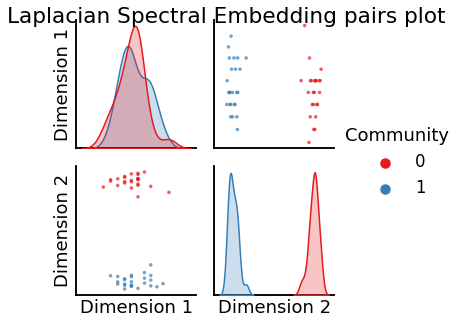 Laplacian Spectral Embedding pairs plot
Dimension 1
Community
0
1
Dimension 2
Dimension 1
Dimension 2